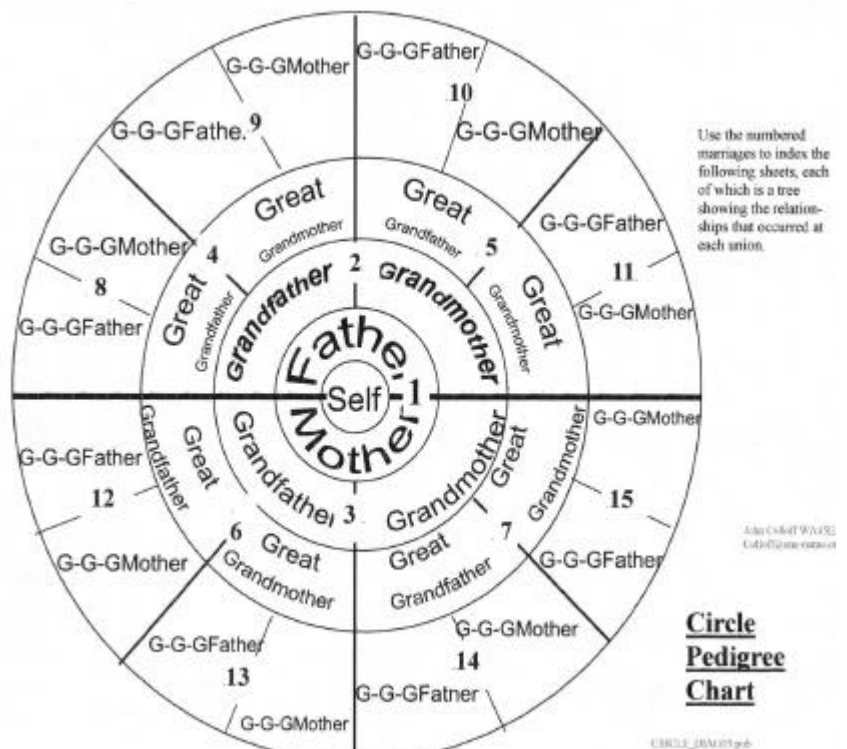 G-G-GMother
G-G-GFather
9
10
G-G-GFathe.
G-G-GMother
Great
Great
Grandmother
Grandfather
G-G-GMother
G-G-GFather
4
2
5
8
11
Great
Grandfather
Grandfather
Grandmother
Great
Grandmother
G-G-GFather
G-G-GMother
Father
Self
1
Mother
G-G-GFather
Great
Grandfather
Grandfather
Grandmother
Great
Grandmother
G-G-GMother
12
3
15
6
7
G-G-GMother
Great
Grandmother
Great
Grandfather
G-G-GFather
G-G-GFather
G-G-GMother
13
14
G-G-GMother
G-G-GFatner
Use the numbered
marriages to index the
following sheets, each
of which is a tree
showing the relation-
ships that occurred at
each union.
Circle
Pedigree
Chart